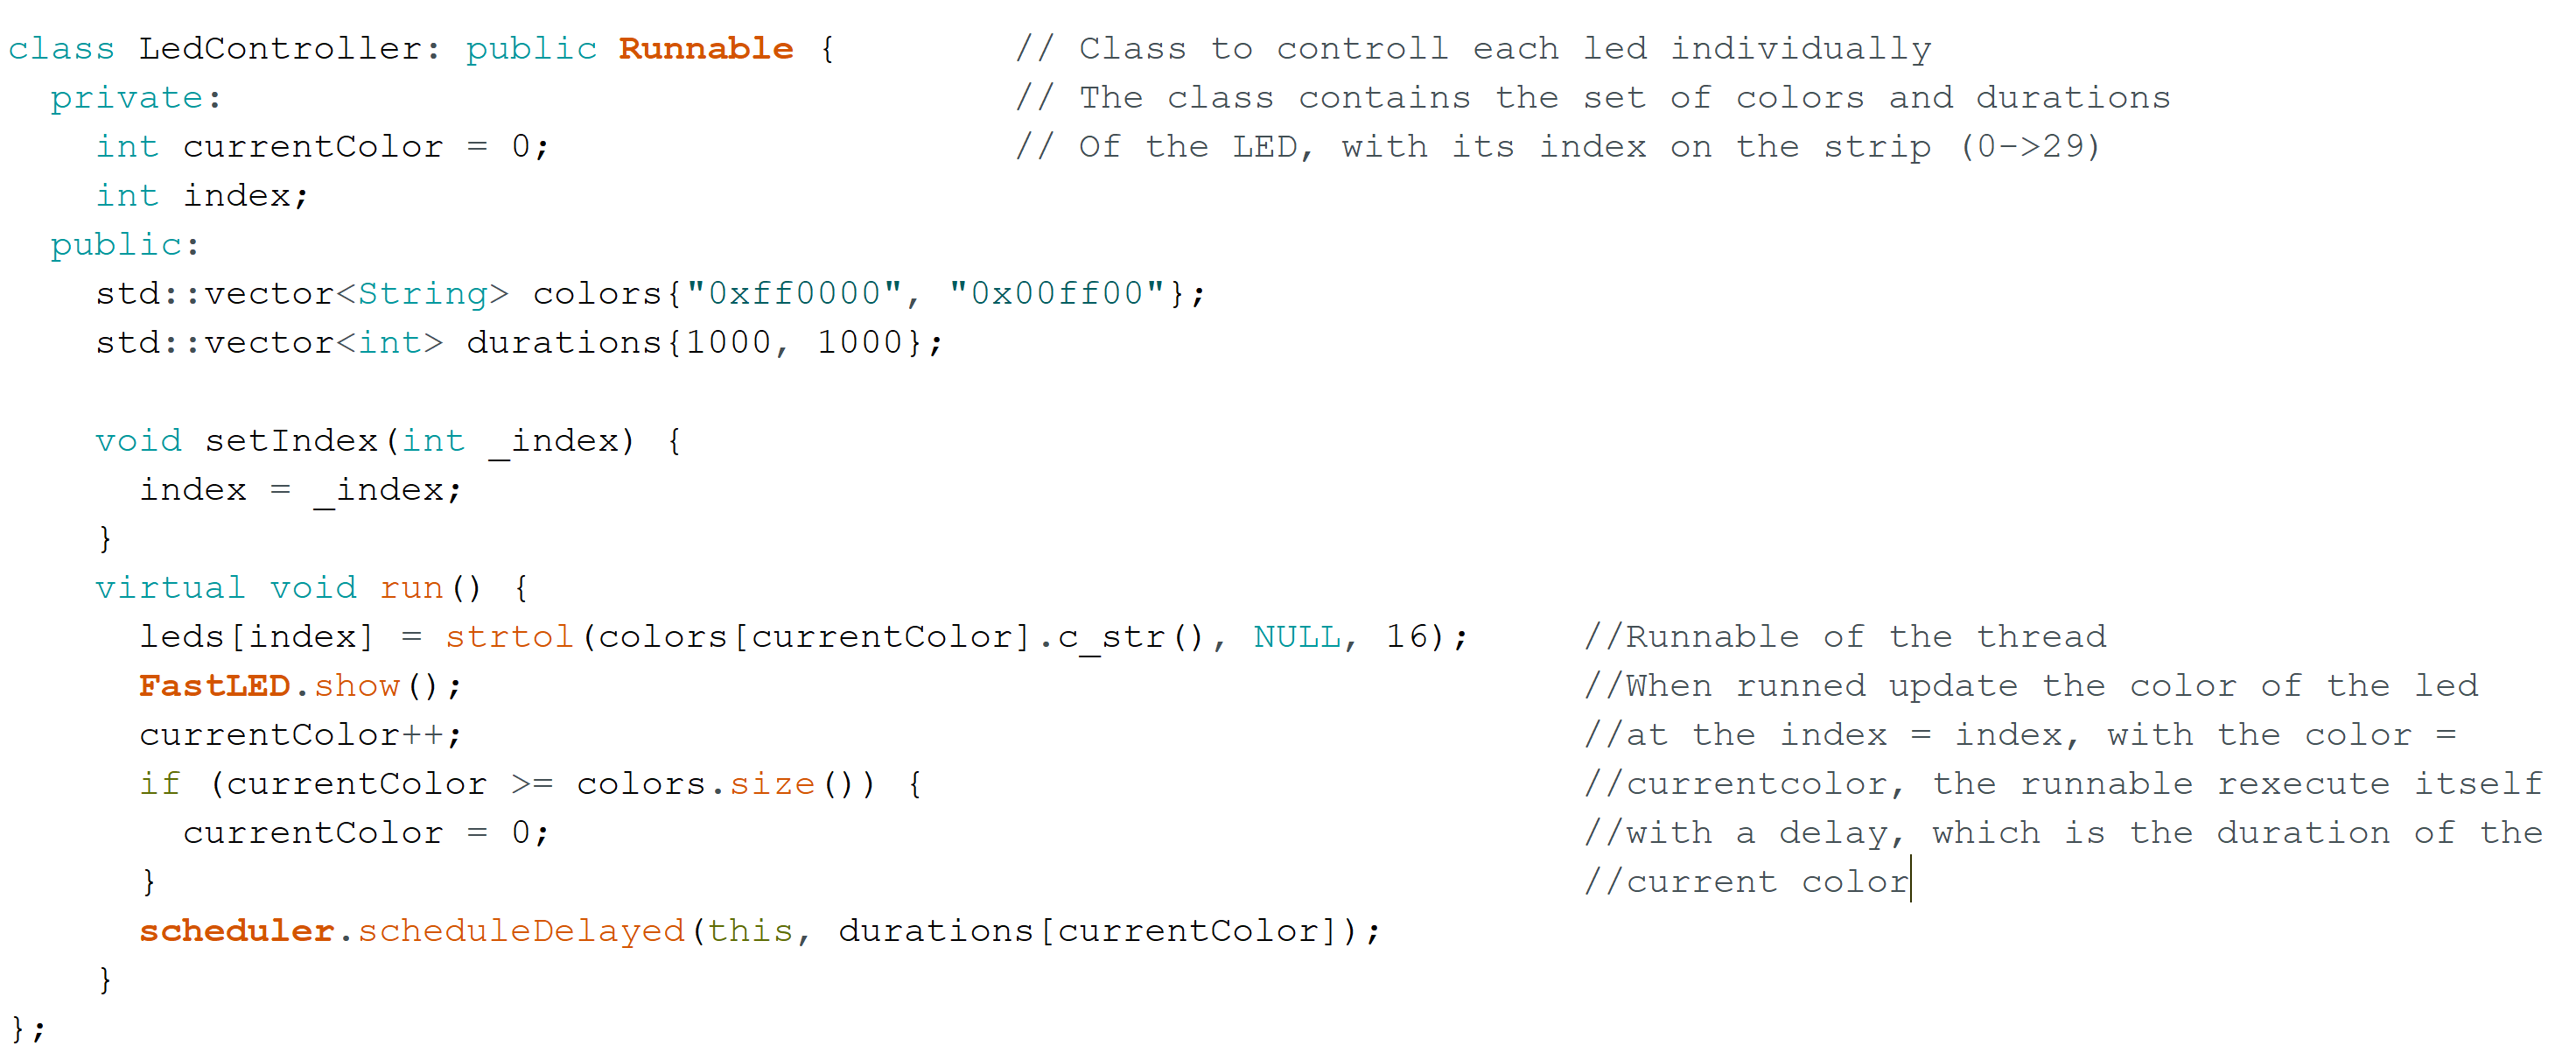 class LedController: public Runnable {        // Class to controll each led individually
  private:                                    // The class contains the set of colors and durations
    int currentColor = 0;                     // Of the LED, with its index on the strip (0->29)
    int index;
  public:
    std::vector<String> colors{"0xff0000", "0x00ff00"};
    std::vector<int> durations{1000, 1000};

    void setIndex(int _index) {
      index = _index;
    }
    virtual void run() {
      leds[index] = strtol(colors[currentColor].c_str(), NULL, 16);     //Runnable of the thread
      FastLED.show();                                                   //When runned update the color of the led
      currentColor++;                                                   //at the index = index, with the color =
      if (currentColor >= colors.size()) {                              //currentcolor, the runnable rexecute itself
        currentColor = 0;                                               //with a delay, which is the duration of the
      }                                                                 //current color
      scheduler.scheduleDelayed(this, durations[currentColor]);
    }
};